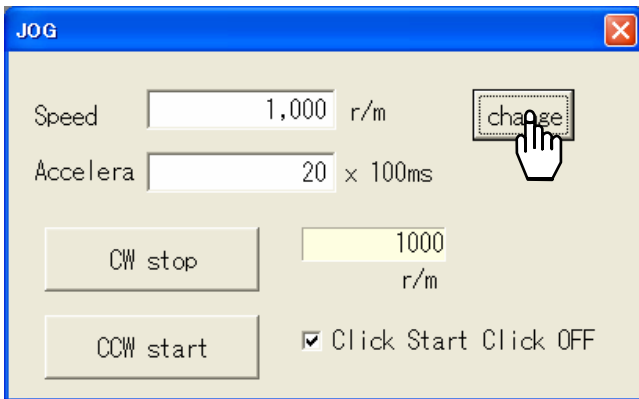 JOG
Speed 1,000 r/m change
Accelera 20 x 100ms
CW stop 1000
r/m
CCW start Click Start Click OFF